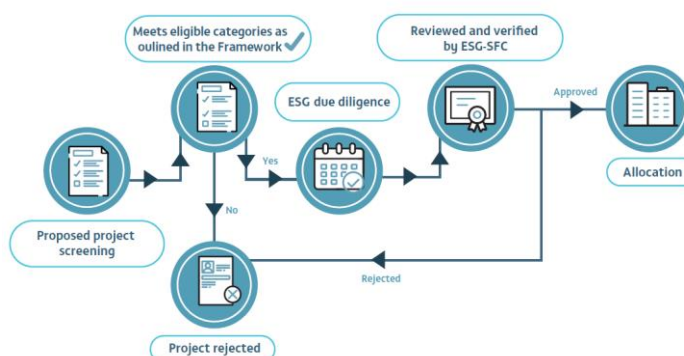 Meets eligible categories as
oulined in the Framework
Reviewed and verified
by ESG-SFC
ESG due diligence
Approved
Yes
Allocation
No
Proposed project
screening
Rejected
Project rejected